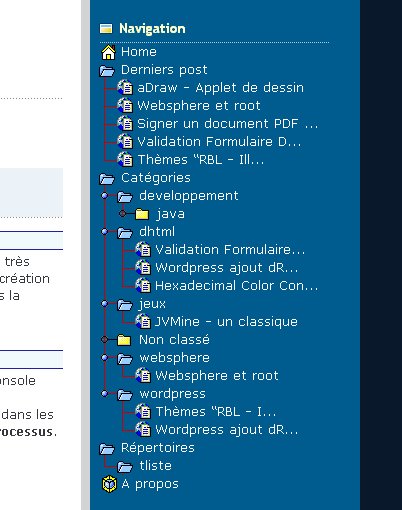 Navigation
Home
Derniers post
aDraw - Applet de dessin
Websphere et root
Signer un document PDF ...
Validation Formulaire D...
Thèmes “RBL - Ill...
Catégories
developpement
java
dhtml
Validation Formulaire...
Wordpress ajout dR...
Hexadecimal Color Con...
jeux
JVMine - un classique
Non classé
websphere
Websphere et root
wordpress
Thèmes “RBL - I...
Wordpress ajout dR...
Répertoires
tliste
A propos
très
création
s la
onsole
dans les
rocessus.